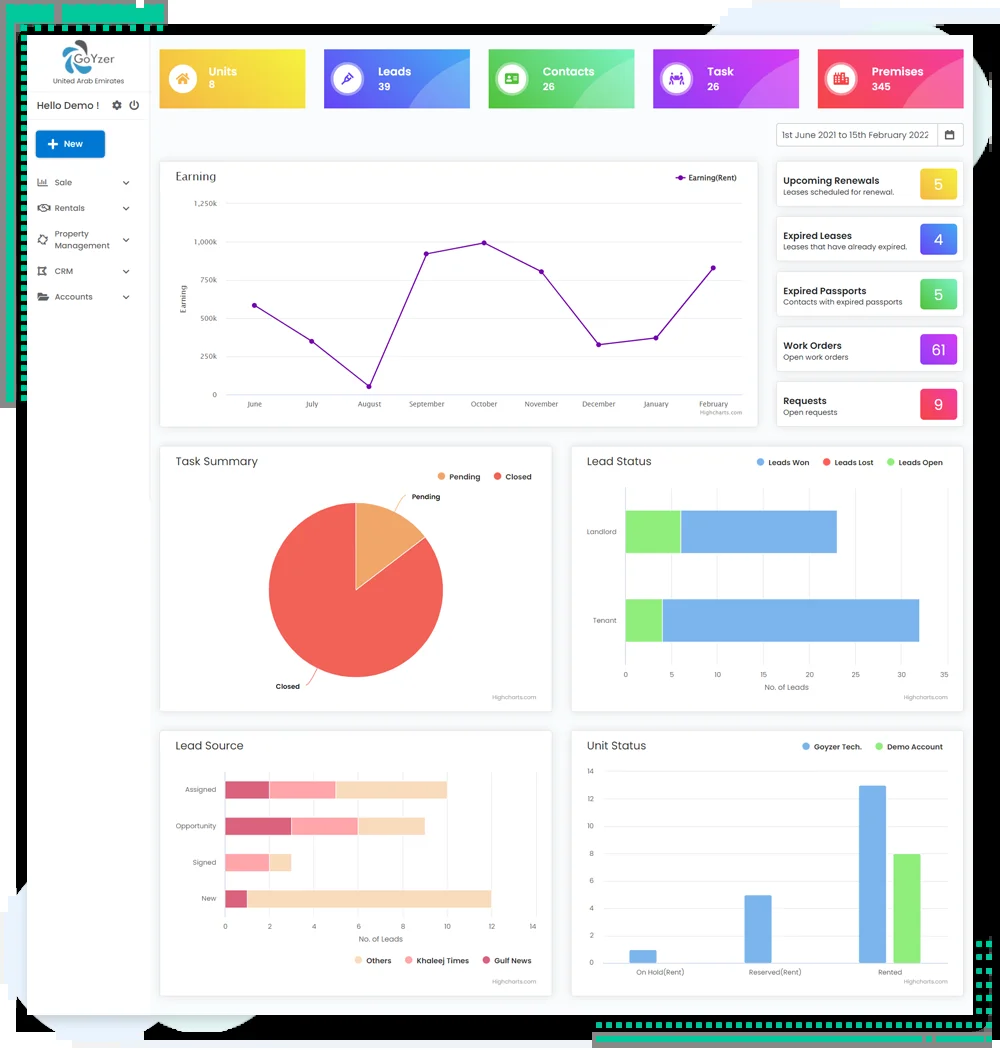 GoYzer
United Arab Emirates
Hello Demo !
New
Sale
Rentals
Property
Management
CRM
Accounts
Units
8
Leads
39
Contacts
26
Task
26
Premises
345
1st June 2021 to 15th February 2022
Earning
Earning(Rent)
1,250k
1,000k
750k
500k
250k
0
Earning
June July August September October November December January February
Highcharts.com
Upcoming Renewals
Leases scheduled for renewal.
5
Expired Leases
Leases that have already expired.
4
Expired Passports
Contacts with expired passports
5
Work Orders
Open work orders
61
Requests
Open requests
9
Task Summary
Pending Closed
Pending
Closed
Highcharts.com
Lead Status
Leads Won Leads Lost Leads Open
Landlord
Tenant
0 5 10 15 20 25 30 35
No. of Leads
Highcharts.com
Lead Source
Assigned
Opportunity
Signed
New
0 2 4 6 8 10 12 14
No. of Leads
Others Khaleej Times Gulf News
Highcharts.com
Unit Status
Goyzer Tech. Demo Account
14
12
10
8
6
4
2
0
On Hold(Rent) Reserved(Rent) Rented
Highcharts.com